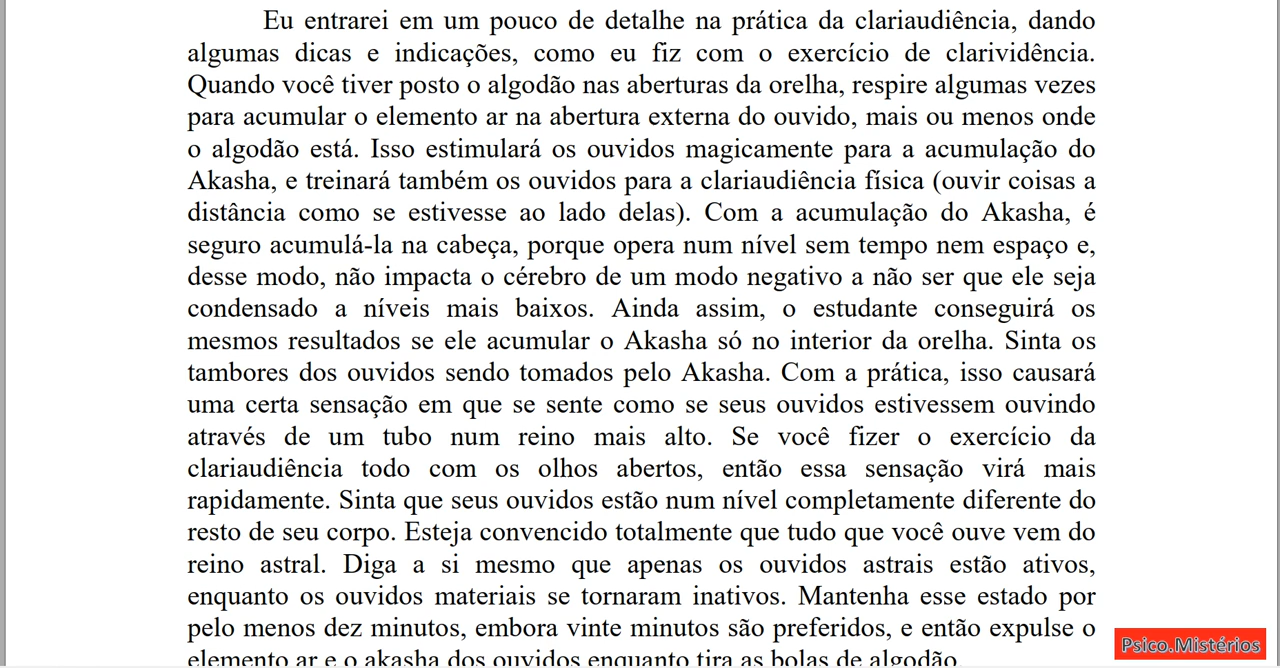 Eu entrarei em um pouco de detalhe na prática da clariaudiência, dando
algumas dicas e indicações, como eu fiz com o exercício de clarividência.
Quando você tiver posto o algodão nas aberturas da orelha, respire algumas vezes
para acumular o elemento ar na abertura externa do ouvido, mais ou menos onde
o algodão está. Isso estimulará os ouvidos magicamente para a acumulação do
Akasha, e treinará também os ouvidos para a clariaudiência física (ouvir coisas a
distância como se estivesse ao lado delas). Com a acumulação do Akasha, é
seguro acumulá-la na cabeça, porque opera num nível sem tempo nem espaço e,
desse modo, não impacta o cérebro de um modo negativo a não ser que ele seja
condensado a níveis mais baixos. Ainda assim, o estudante conseguirá os
mesmos resultados se ele acumular o Akasha só no interior da orelha. Sinta os
tambores dos ouvidos sendo tomados pelo Akasha. Com a prática, isso causará
uma certa sensação em que se sente como se seus ouvidos estivessem ouvindo
através de um tubo num reino mais alto. Se você fizer o exercício da
clariaudiência todo com os olhos abertos, então essa sensação virá mais
rapidamente. Sinta que seus ouvidos estão num nível completamente diferente do
resto de seu corpo. Esteja convencido totalmente que tudo que você ouve vem do
reino astral. Diga a si mesmo que apenas os ouvidos astrais estão ativos,
enquanto os ouvidos materiais se tornaram inativos. Mantenha esse estado por
pelo menos dez minutos, embora vinte minutos são preferidos, e então expulse o
elemento ar e o akasha dos ouvidos enquanto tira as bolas de algodão.
Psico.Mistérios